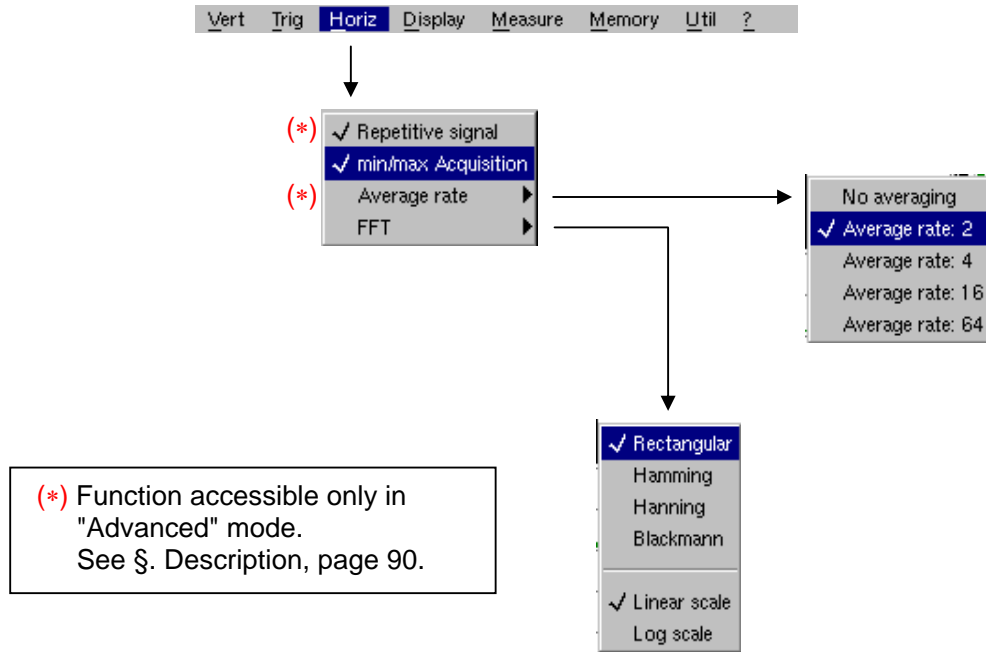 Vert Trig Horiz Display Measure Memory Util ?
(*) ✓ Repetitive signal
✓ min/max Acquisition
(*) Average rate
FFT
No averaging
✓ Average rate: 2
Average rate: 4
Average rate: 16
Average rate: 64
✓ Rectangular
Hamming
Hanning
Blackmann
✓ Linear scale
Log scale
(*) Function accessible only in
"Advanced" mode.
See §. Description, page 90.